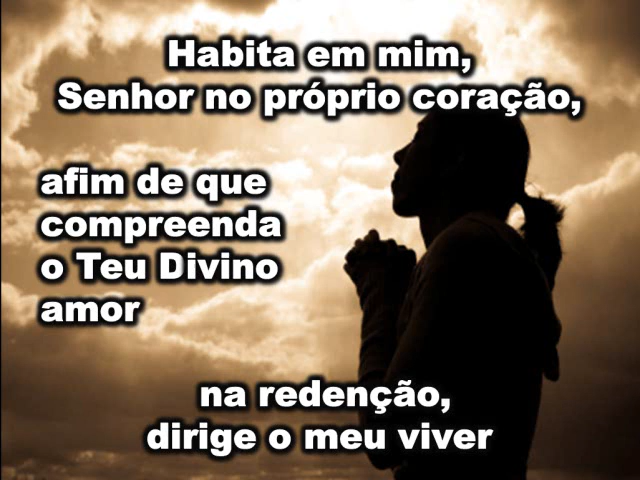 Habita em mim,
Senhor no próprio coração,
afim de que
compreenda
o Teu Divino
amor
na redenção,
dirige o meu viver